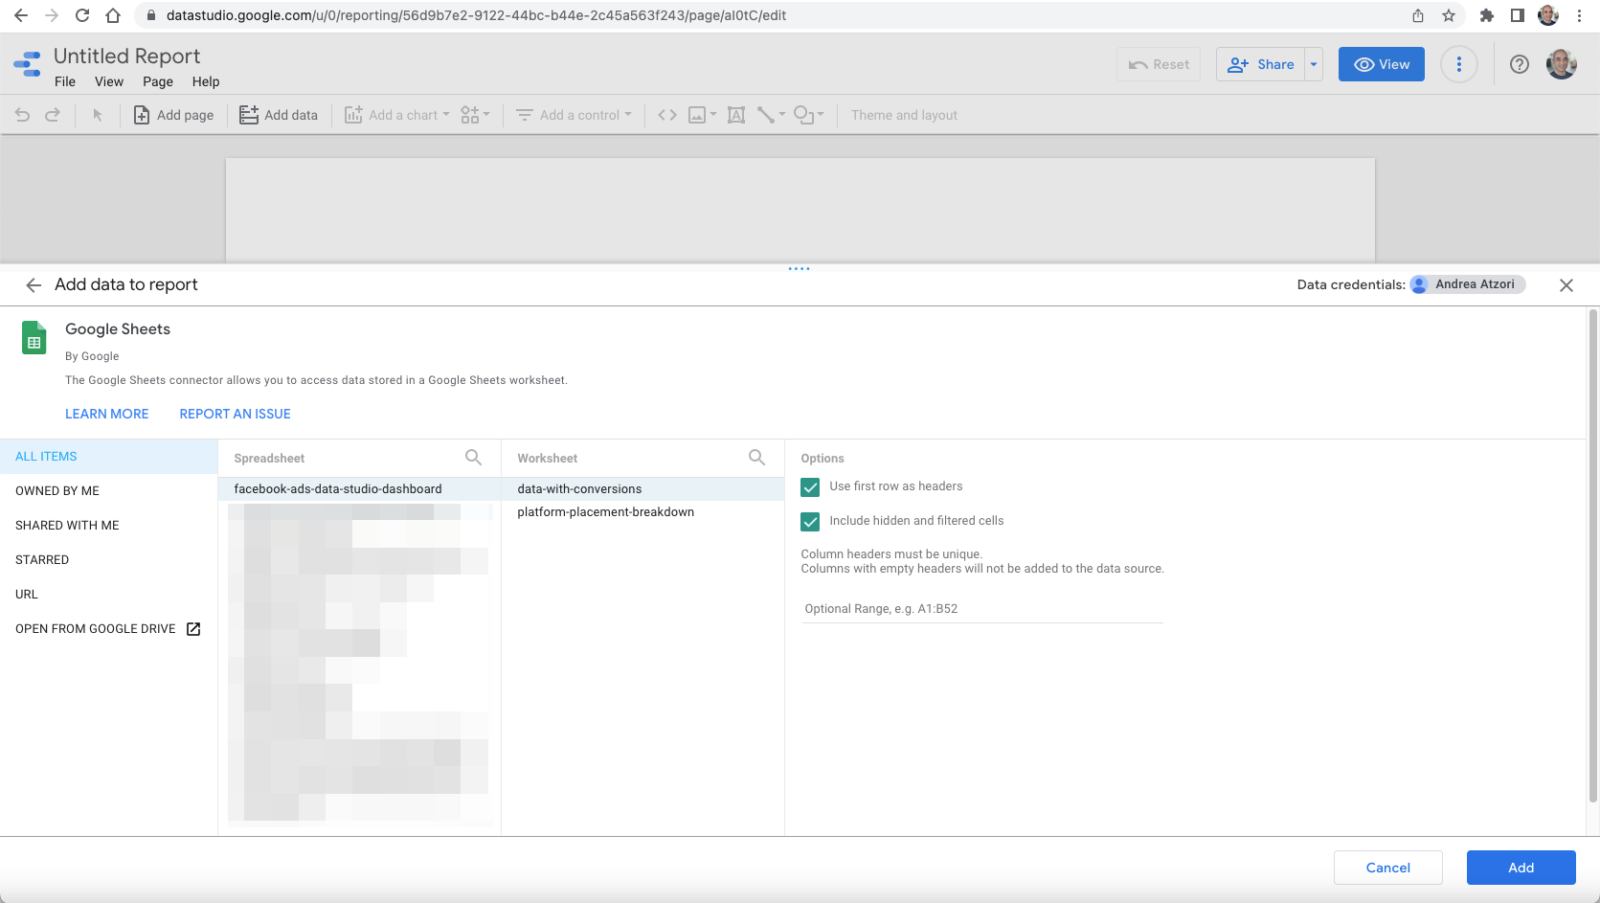 datastudio.google.com/u/0/reporting/56d9b7e2-9122-44bc-b44e-2c45a563f243/page/aI0tC/edit
Untitled Report
File View Page Help
Reset
Share
View
Add page
Add data
Add a chart
Add a control
Theme and layout
Add data to report
Data credentials: Andrea Atzori
Google Sheets
By Google
The Google Sheets connector allows you to access data stored in a Google Sheets worksheet.
LEARN MORE REPORT AN ISSUE
ALL ITEMS
OWNED BY ME
SHARED WITH ME
STARRED
URL
OPEN FROM GOOGLE DRIVE
Spreadsheet
facebook-ads-data-studio-dashboard
Worksheet
data-with-conversions
platform-placement-breakdown
Options
Use first row as headers
Include hidden and filtered cells
Column headers must be unique.
Columns with empty headers will not be added to the data source.
Optional Range, e.g. A1:B52
Cancel
Add